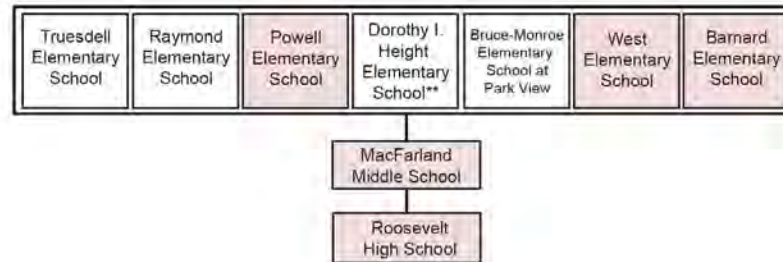 Truesdell
Elementary
School
Raymond
Elementary
School
Powell
Elementary
School
Dorothy I.
Height
Elementary
School**
Bruce-Monroe
Elementary
School at
Park View
West
Elementary
School
Barnard
Elementary
School
MacFarland
Middle School
Roosevelt
High School